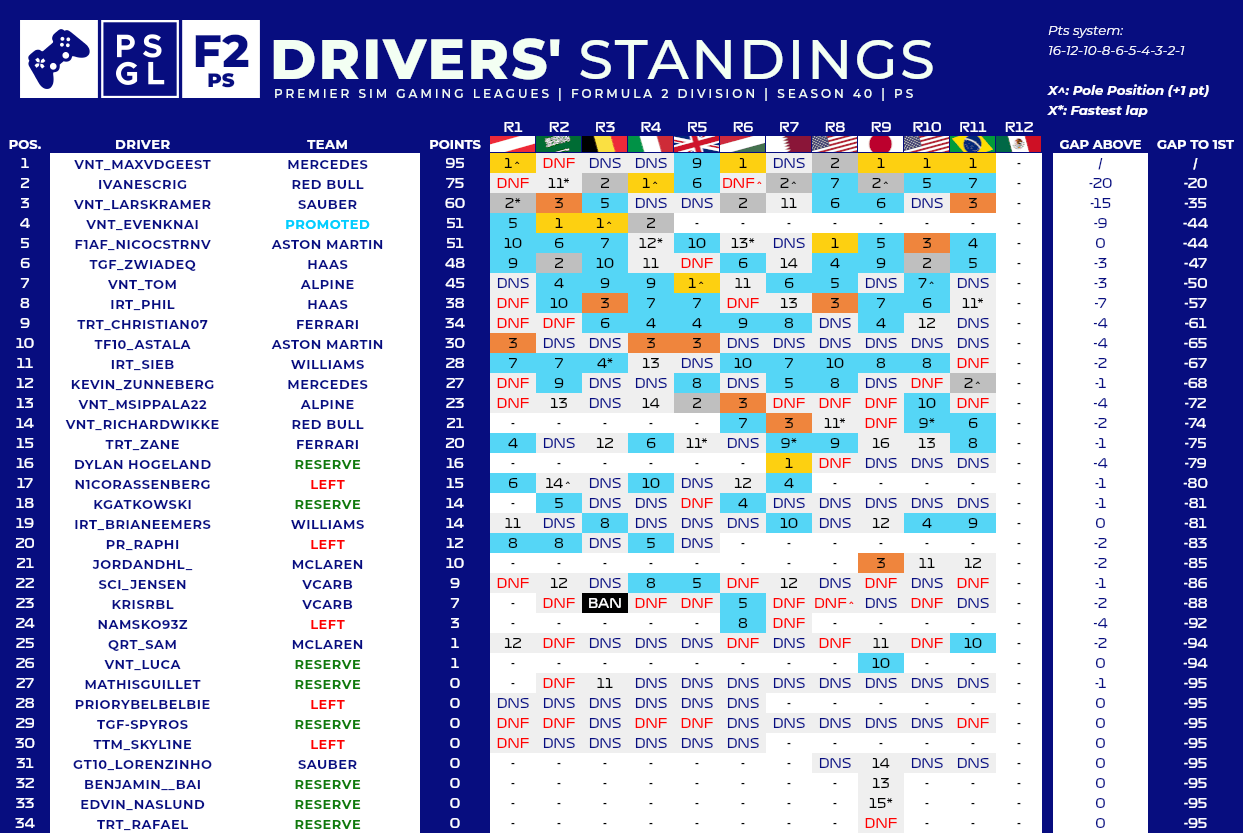 PS GL F2 PS
DRIVERS' STANDINGS
PREMIER SIM GAMING LEAGUES | FORMULA 2 DIVISION | SEASON 40 | PS
Pts system:
16-12-10-8-6-5-4-3-2-1
X^: Pole Position (+1 pt)
X*: Fastest lap
R1 R2 R3 R4 R5 R6 R7 R8 R9 R10 R11 R12
POS. DRIVER TEAM POINTS GAP ABOVE GAP TO 1ST
1 VNT_MAXVDGEEST MERCEDES 95 1^ DNF DNS DNS 9 1 DNS 2 1 1 1 - / /
2 IVANESCRIG RED BULL 75 DNF 11* 2 1^ 6 DNF^ 2^ 7 2^ 5 7 - -20 -20
3 VNT_LARSKRAMER SAUBER 60 2* 3 5 DNS DNS 2 11 6 6 DNS 3 - -15 -35
4 VNT_EVENKNAI PROMOTED 51 5 1 1^ 2 - - - - - - - - -9 -44
5 F1AF_NICOCSTRNV ASTON MARTIN 51 10 6 7 12* 10 13* DNS 1 5 3 4 - 0 -44
6 TGF_ZWIADEQ HAAS 48 9 2 10 11 DNF 6 14 4 9 2 5 - -3 -47
7 VNT_TOM ALPINE 45 DNS 4 9 9 1^ 11 6 5 DNS 7^ DNS - -3 -50
8 IRT_PHIL HAAS 38 DNF 10 3 7 7 DNF 13 3 7 6 11* - -7 -57
9 TRT_CHRISTIAN07 FERRARI 34 DNF DNF 6 4 4 9 8 DNS 4 12 DNS - -4 -61
10 TF10_ASTALA ASTON MARTIN 30 3 DNS DNS 3 3 DNS DNS DNS DNS DNS DNS - -4 -65
11 IRT_SIEB WILLIAMS 28 7 7 4* 13 DNS 10 7 10 8 8 DNF - -2 -67
12 KEVIN_ZUNNEBERG MERCEDES 27 DNF 9 DNS DNS 8 DNS 5 8 DNS DNF 2^ - -1 -68
13 VNT_MSIPPALA22 ALPINE 23 DNF 13 DNS 14 2 3 DNF DNF DNF 10 DNF - -4 -72
14 VNT_RICHARDWIKKE RED BULL 21 - - - - - 7 3 11* DNF 9* 6 - -2 -74
15 TRT_ZANE FERRARI 20 4 DNS 12 6 11* DNS 9* 9 16 13 8 - -1 -75
16 DYLAN HOGELAND RESERVE 16 - - - - - - 1 DNF DNS DNS DNS - -4 -79
17 N1CORASSENBERG LEFT 15 6 14^ DNS 10 DNS 12 4 - - - - - -1 -80
18 KGATKOWSKI RESERVE 14 - 5 DNS DNS DNF 4 DNS DNS DNS DNS DNS - -1 -81
19 IRT_BRIANEEMERS WILLIAMS 14 11 DNS 8 DNS DNS DNS 10 DNS 12 4 9 - 0 -81
20 PR_RAPHI LEFT 12 8 8 DNS 5 DNS - - - - - - - -2 -83
21 JORDANDHL_ MCLAREN 10 - - - - - - - - 3 11 12 - -2 -85
22 SCI_JENSEN VCARB 9 DNF 12 DNS 8 5 DNF 12 DNS DNF DNS DNF - -1 -86
23 KRISRBL VCARB 7 - DNF BAN DNF DNF 5 DNF DNF^ DNS DNF DNS - -2 -88
24 NAMSKO93Z LEFT 3 - - - - - 8 DNF - - - - - -4 -92
25 QRT_SAM MCLAREN 1 12 DNF DNS DNS DNS DNF DNS DNF 11 DNF 10 - -2 -94
26 VNT_LUCA RESERVE 1 - - - - - - - - 10 - - - 0 -94
27 MATHISGUILLET RESERVE 0 - DNF 11 DNS DNS DNS DNS DNS DNS DNS DNS - -1 -95
28 PRIORYBELBELBIE LEFT 0 DNS DNS DNS DNS DNS DNS - - - - - - 0 -95
29 TGF-SPYROS RESERVE 0 DNF DNF DNS DNF DNF DNS DNS DNS DNS DNS DNF - 0 -95
30 TTM_SKYL1NE LEFT 0 DNF DNS DNS DNS DNS DNS - - - - - - 0 -95
31 GT10_LORENZINHO SAUBER 0 - - - - - - - DNS 14 DNS DNS - 0 -95
32 BENJAMIN__BAI RESERVE 0 - - - - - - - - 13 - - - 0 -95
33 EDVIN_NASLUND RESERVE 0 - - - - - - - - 15* - - - 0 -95
34 TRT_RAFAEL RESERVE 0 - - - - - - - - DNF - - - 0 -95